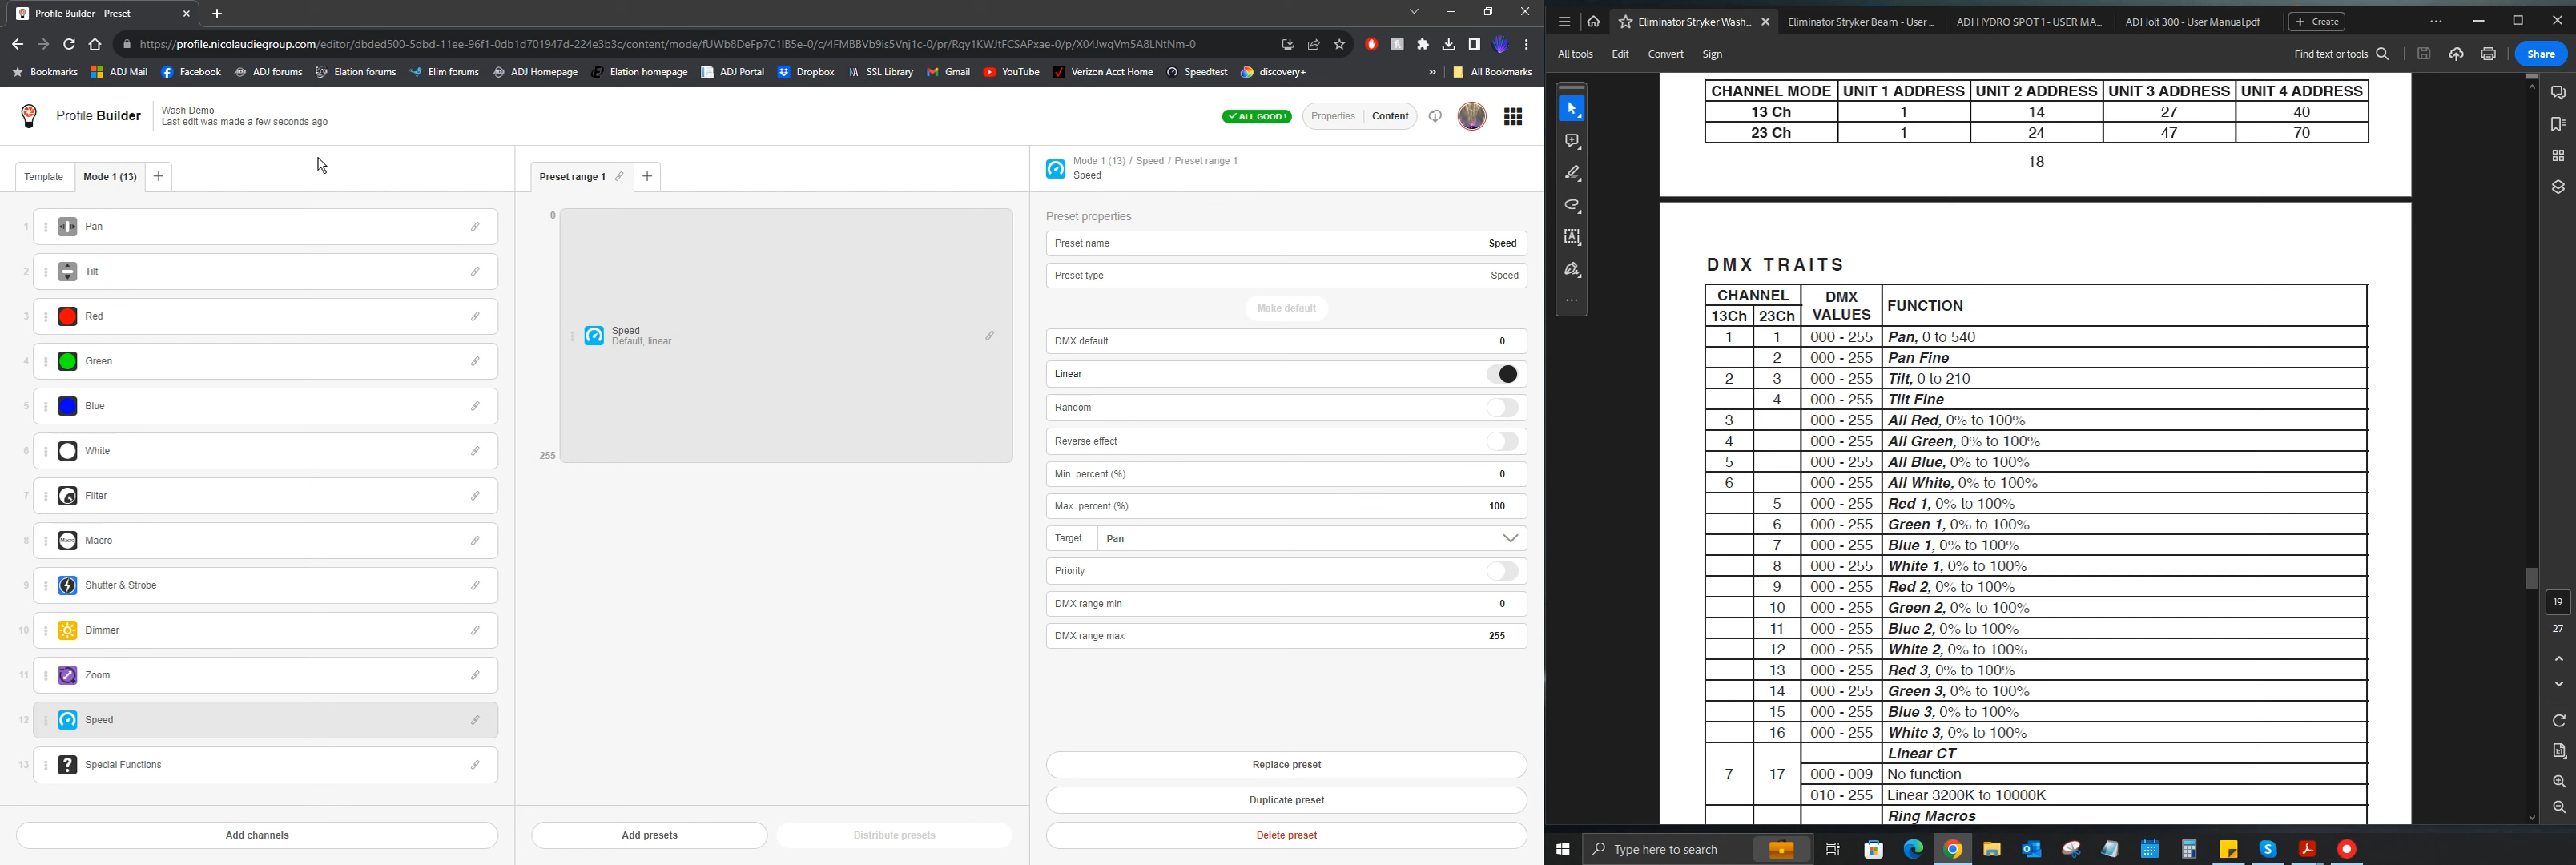 Profile Builder - Preset
https://profile.nicolaudiegroup.com/editor/dbded500-5dbd-11ee-96f1-0db1d701947d-224e3b3c/content/mode/fUWb8DeFp7C1IB5e-0/c/4FMBBVb9is5Vnj1c-0/pr/Rgy1KWJtFCSAPxae-0/p/X04JwqVm5A8LNtNm-0
Bookmarks ADJ Mail Facebook ADJ forums Elation forums Elim forums ADJ Homepage Elation homepage ADJ Portal Dropbox SSL Library Gmail YouTube Verizon Acct Home Speedtest discovery+ » All Bookmarks
Profile Builder
Wash Demo
Last edit was made a few seconds ago
ALL GOOD !
Properties Content
Template Mode 1 (13) +
1 Pan
2 Tilt
3 Red
4 Green
5 Blue
6 White
7 Filter
8 Macro
9 Shutter & Strobe
10 Dimmer
11 Zoom
12 Speed
13 Special Functions
Add channels
Preset range 1 +
0
Speed
Default, linear
255
Add presets Distribute presets
Mode 1 (13) / Speed / Preset range 1
Speed
Preset properties
Preset name Speed
Preset type Speed
Make default
DMX default 0
Linear
Random
Reverse effect
Min. percent (%) 0
Max. percent (%) 100
Target Pan
Priority
DMX range min 0
DMX range max 255
Replace preset
Duplicate preset
Delete preset
Eliminator Stryker Wash... Eliminator Stryker Beam - User ... ADJ HYDRO SPOT 1 - USER MA... ADJ Jolt 300 - User Manual.pdf + Create
All tools Edit Convert Sign Find text or tools Share
CHANNEL MODE UNIT 1 ADDRESS UNIT 2 ADDRESS UNIT 3 ADDRESS UNIT 4 ADDRESS
13 Ch 1 14 27 40
23 Ch 1 24 47 70
18
DMX TRAITS
CHANNEL DMX VALUES FUNCTION
13Ch 23Ch
1 1 000 - 255 Pan, 0 to 540
2 000 - 255 Pan Fine
2 3 000 - 255 Tilt, 0 to 210
4 000 - 255 Tilt Fine
3 000 - 255 All Red, 0% to 100%
4 000 - 255 All Green, 0% to 100%
5 000 - 255 All Blue, 0% to 100%
6 000 - 255 All White, 0% to 100%
5 000 - 255 Red 1, 0% to 100%
6 000 - 255 Green 1, 0% to 100%
7 000 - 255 Blue 1, 0% to 100%
8 000 - 255 White 1, 0% to 100%
9 000 - 255 Red 2, 0% to 100%
10 000 - 255 Green 2, 0% to 100%
11 000 - 255 Blue 2, 0% to 100%
12 000 - 255 White 2, 0% to 100%
13 000 - 255 Red 3, 0% to 100%
14 000 - 255 Green 3, 0% to 100%
15 000 - 255 Blue 3, 0% to 100%
16 000 - 255 White 3, 0% to 100%
Linear CT
7 17 000 - 009 No function
010 - 255 Linear 3200K to 10000K
Ring Macros
19
27
Type here to search